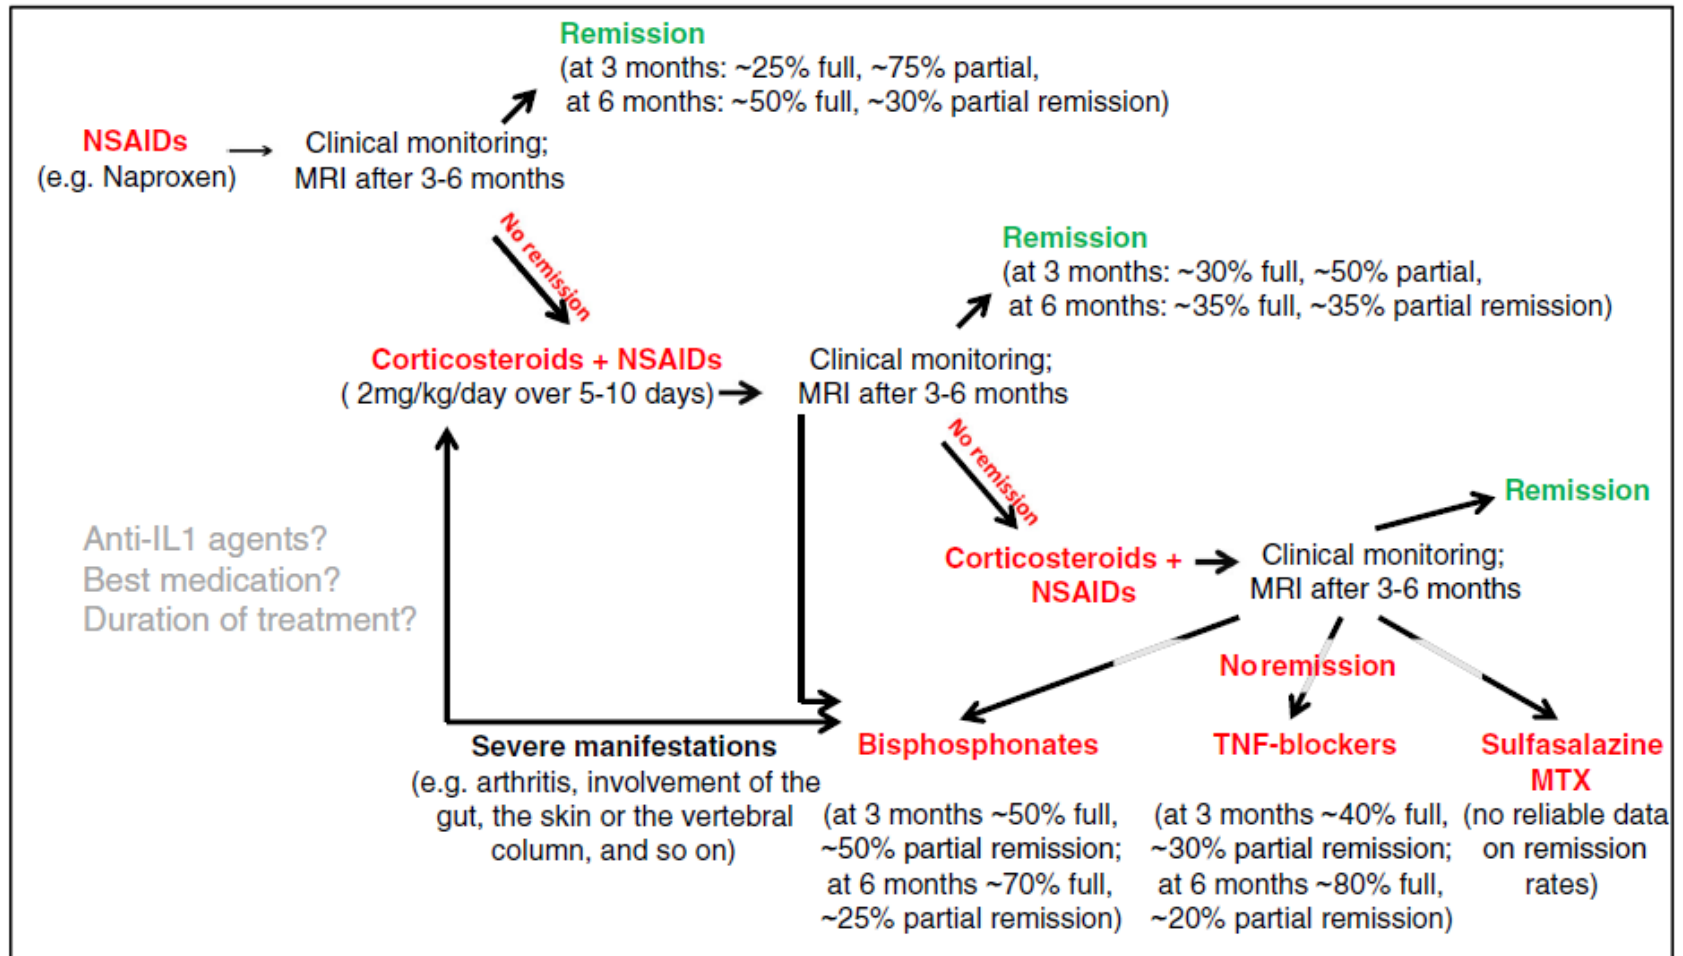 Remission
(at 3 months: ~25% full, ~75% partial,
at 6 months: ~50% full, ~30% partial remission)
NSAIDs
(e.g. Naproxen)
Clinical monitoring;
MRI after 3-6 months
No remission
Remission
(at 3 months: ~30% full, ~50% partial,
at 6 months: ~35% full, ~35% partial remission)
Corticosteroids + NSAIDs
( 2mg/kg/day over 5-10 days)
Clinical monitoring;
MRI after 3-6 months
No remission
Remission
Corticosteroids +
NSAIDs
Clinical monitoring;
MRI after 3-6 months
Anti-IL1 agents?
Best medication?
Duration of treatment?
No remission
Severe manifestations
(e.g. arthritis, involvement of the
gut, the skin or the vertebral
column, and so on)
Bisphosphonates
(at 3 months ~50% full,
~50% partial remission;
at 6 months ~70% full,
~25% partial remission)
TNF-blockers
(at 3 months ~40% full,
~30% partial remission;
at 6 months ~80% full,
~20% partial remission)
Sulfasalazine
MTX
(no reliable data
on remission
rates)